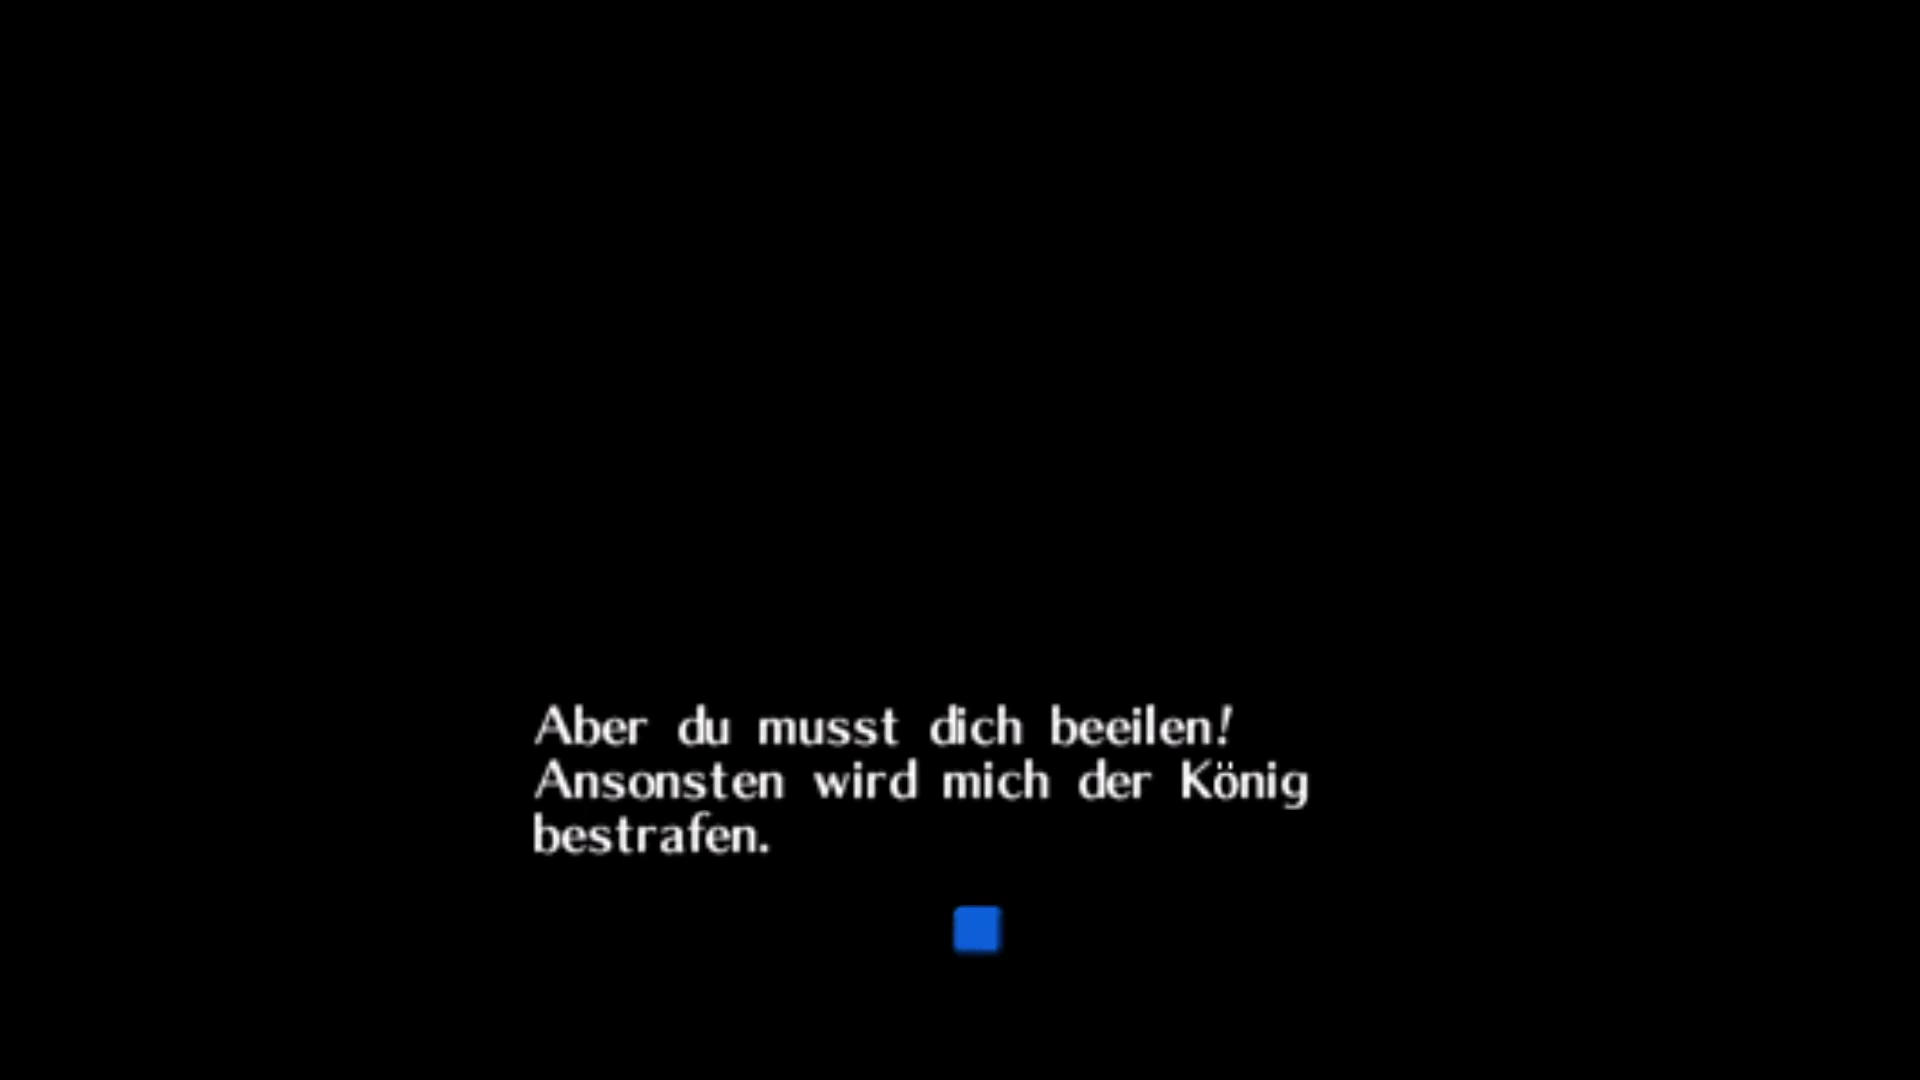 Aber du musst dich beeilen!
Ansonsten wird mich der König
bestrafen.